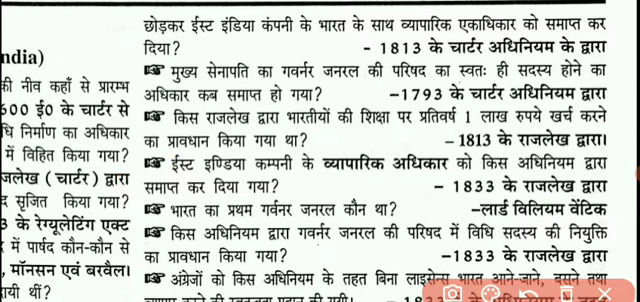 ndia)
की नीव कहाँ से प्रारम्भ
600 ई0 के चार्टर से
धि निर्माण का अधिकार
में विहित किया गया?
जलेख ( चार्टर ) द्वारा
द सृजित किया गया?
3 के रेग्यूलेटिंग एक्ट
में पार्षद कौन-कौन से
, मॉनसन एवं बरवैल।
यी थीं?
छोड़कर ईस्ट इंडिया कंपनी के भारत के साथ व्यापारिक एकाधिकार को समाप्त कर
दिया? - 1813 के चार्टर अधिनियम के द्वारा
☞ मुख्य सेनापति का गवर्नर जनरल की परिषद का स्वतः ही सदस्य होने का
अधिकार कब समाप्त हो गया? –1793 के चार्टर अधिनियम द्वारा
☞ किस राजलेख द्वारा भारतीयों की शिक्षा पर प्रतिवर्ष 1 लाख रुपये खर्च करने
का प्रावधान किया गया था? – 1813 के राजलेख द्वारा।
☞ ईस्ट इण्डिया कम्पनी के व्यापारिक अधिकार को किस अधिनियम द्वारा
समाप्त कर दिया गया? - 1833 के राजलेख द्वारा
☞ भारत का प्रथम गर्वनर जनरल कौन था? –लार्ड विलियम वेंटिक
☞ किस अधिनियम द्वारा गवर्नर जनरल की परिषद में विधि सदस्य की नियुक्ति
का प्रावधान किया गया? –1833 के राजलेख द्वारा
☞ अंग्रेजों को किस अधिनियम के तहत बिना लाइसेन्स भारत आने-जाने, बसने तथा